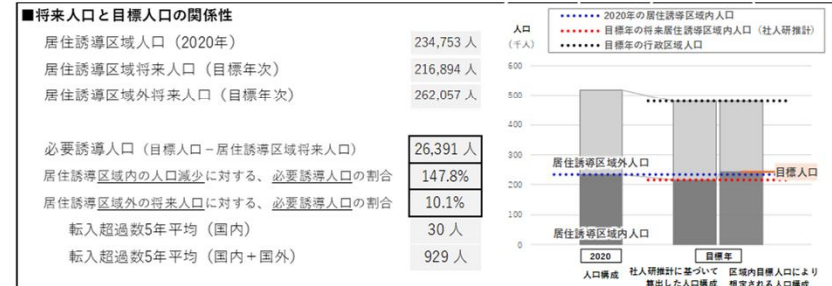 ■将来人口と目標人口の関係性
居住誘導区域人口（2020年） 234,753 人
居住誘導区域将来人口（目標年次） 216,894 人
居住誘導区域外将来人口（目標年次） 262,057 人
必要誘導人口（目標人口－居住誘導区域将来人口） 26,391 人
居住誘導区域内の人口減少に対する、必要誘導人口の割合 147.8%
居住誘導区域外の将来人口に対する、必要誘導人口の割合 10.1%
転入超過数5年平均（国内） 30 人
転入超過数5年平均（国内＋国外） 929 人
2020年の居住誘導区域内人口
目標年の将来居住誘導区域内人口（社人研推計）
目標年の行政区域人口
人口
（千人）
600
500
400
300
200
100
0
居住誘導区域外人口
目標人口
居住誘導区域内人口
2020
目標年
人口構成
社人研推計に基づいて
算出した人口構成
区域内目標人口により
想定される人口構成